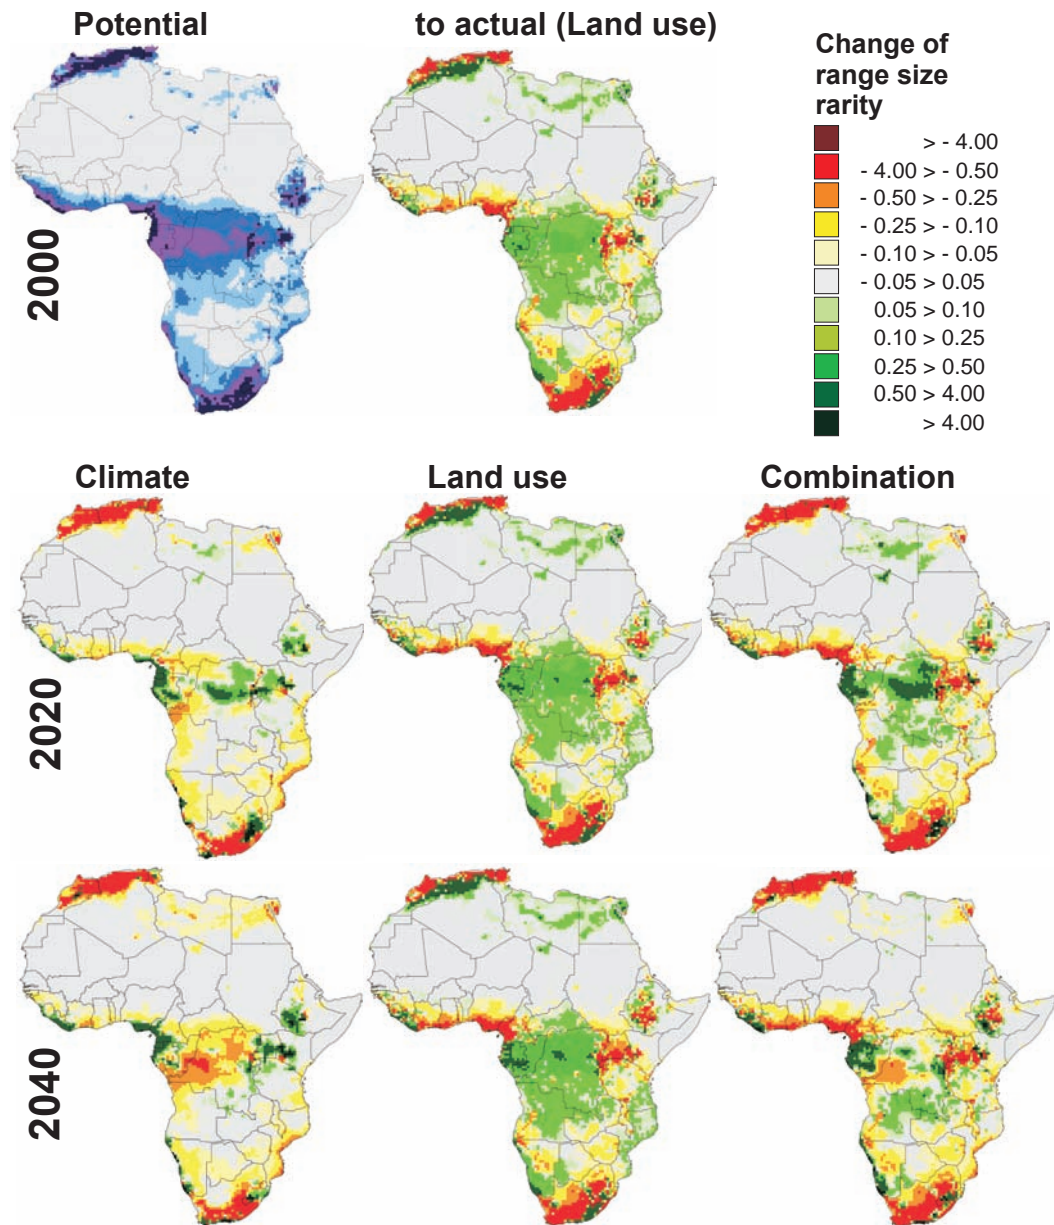 Potential
to actual (Land use)
Change of
range size
rarity
> - 4.00
- 4.00 > - 0.50
- 0.50 > - 0.25
- 0.25 > - 0.10
- 0.10 > - 0.05
- 0.05 > 0.05
0.05 > 0.10
0.10 > 0.25
0.25 > 0.50
0.50 > 4.00
> 4.00
2000
Climate
Land use
Combination
2020
2040